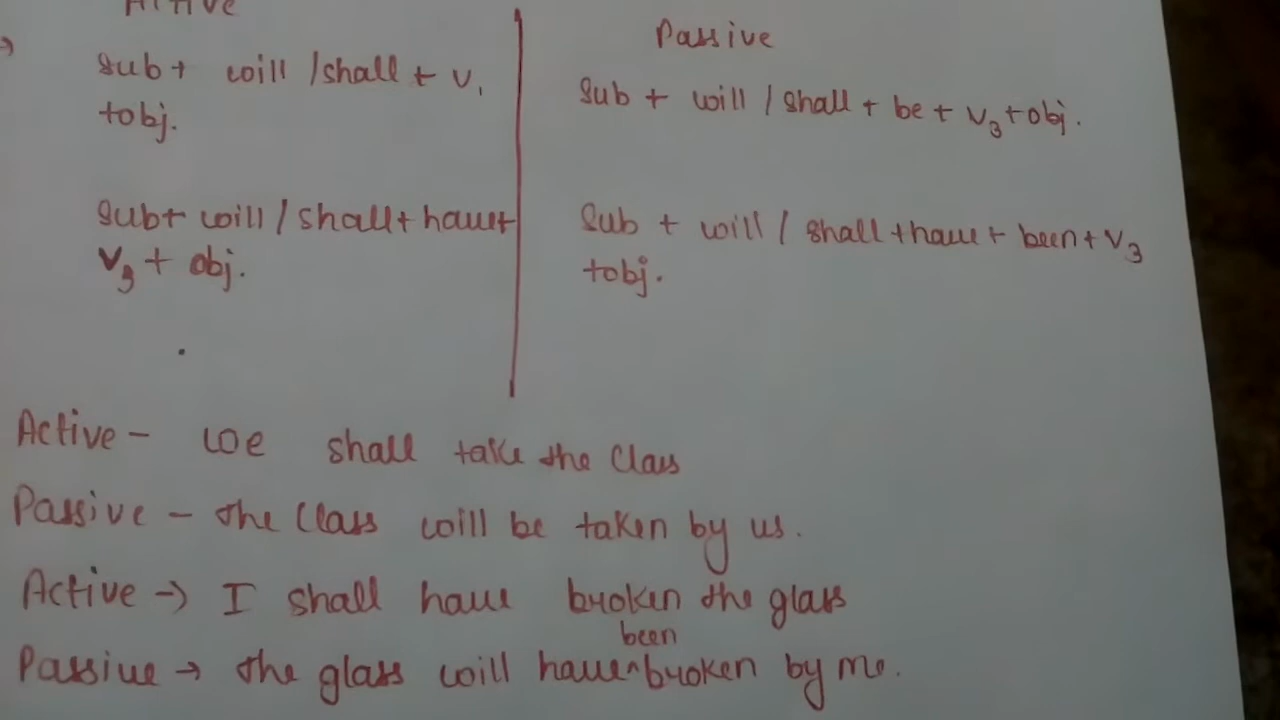 Active
Passive
Sub + will / shall + V1
+ obj.
Sub + will / shall + be + V3 + obj.
Sub + will / shall + have +
V3 + obj.
Sub + will / shall + have + been + V3
+ obj.
Active - We shall take the Class
Passive - the Class will be taken by us.
Active → I shall have broken the glass
been
Passive → the glass will have ^ broken by me.